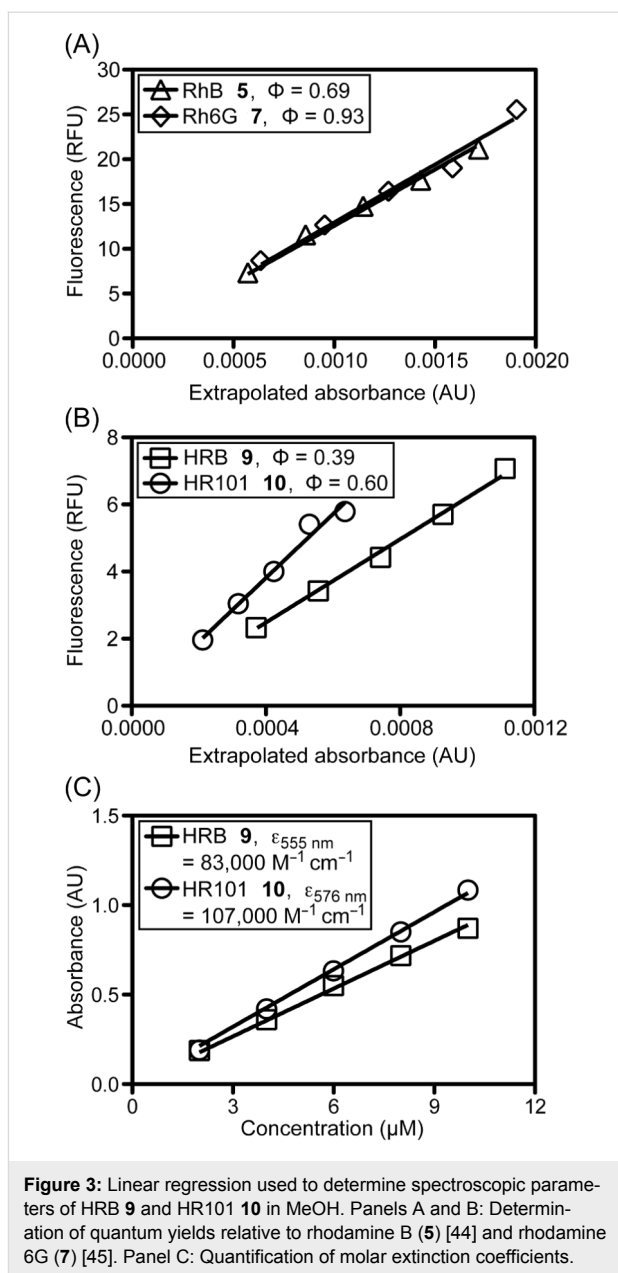 (A)
30
25
20
15
10
5
0
Fluorescence (RFU)
RhB 5, Φ = 0.69
Rh6G 7, Φ = 0.93
0.0000 0.0005 0.0010 0.0015 0.0020
Extrapolated absorbance (AU)
(B)
8
6
4
2
0
Fluorescence (RFU)
HRB 9, Φ = 0.39
HR101 10, Φ = 0.60
0.0000 0.0004 0.0008 0.0012
Extrapolated absorbance (AU)
(C)
1.5
1.0
0.5
0.0
Absorbance (AU)
HRB 9, ε555 nm
= 83,000 M⁻¹ cm⁻¹
HR101 10, ε576 nm
= 107,000 M⁻¹ cm⁻¹
0 3 6 9 12
Concentration (µM)
Figure 3: Linear regression used to determine spectroscopic parame-
ters of HRB 9 and HR101 10 in MeOH. Panels A and B: Determin-
ation of quantum yields relative to rhodamine B (5) [44] and rhodamine
6G (7) [45]. Panel C: Quantification of molar extinction coefficients.